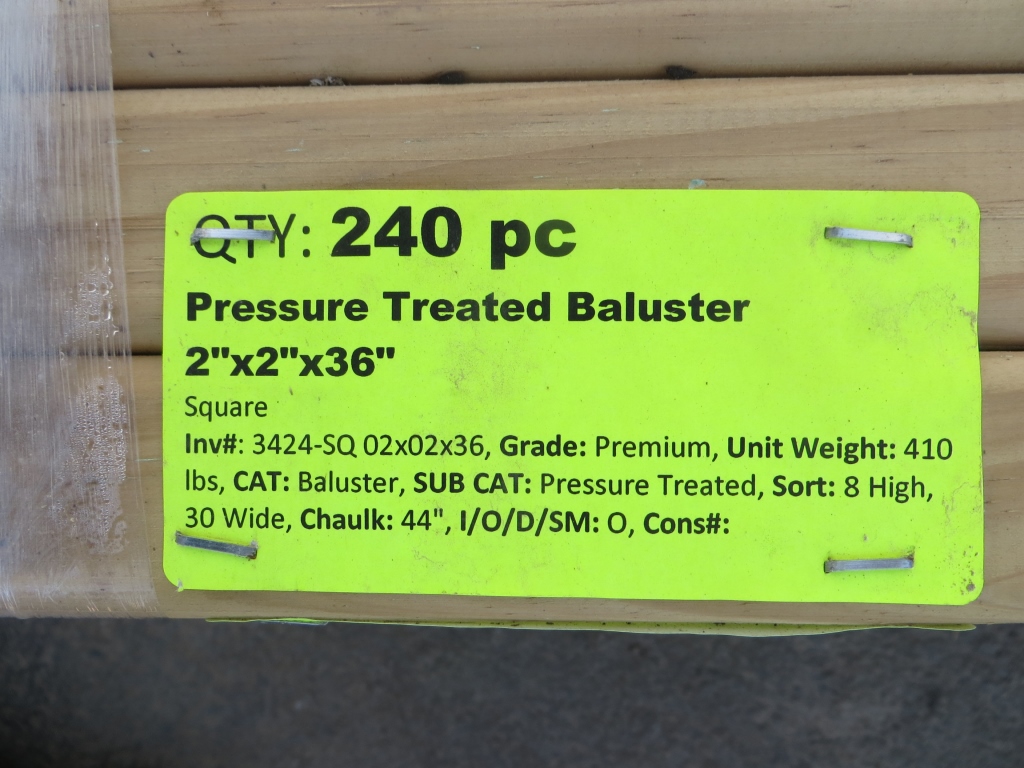 QTY: 240 pc
Pressure Treated Baluster
2"x2"x36"
Square
Inv#: 3424-SQ 02x02x36, Grade: Premium, Unit Weight: 410
lbs, CAT: Baluster, SUB CAT: Pressure Treated, Sort: 8 High,
30 Wide, Chaulk: 44", I/O/D/SM: O, Cons#: